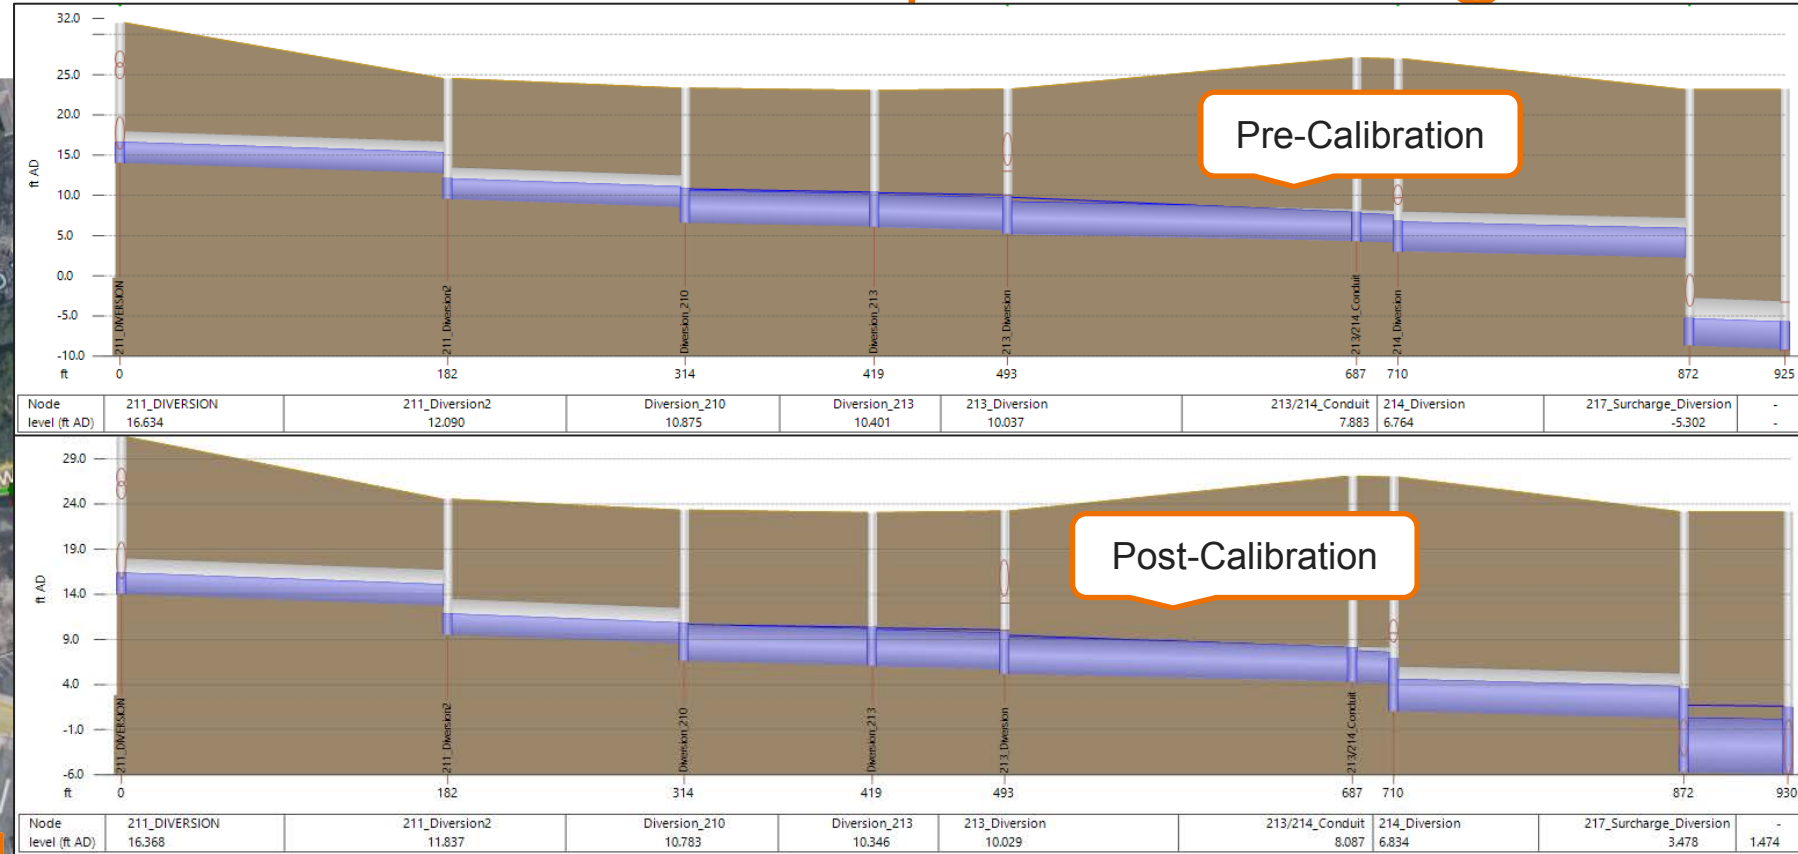 32.0
25.0
20.0
15.0
10.0
5.0
0.0
-5.0
-10.0
ft AD
Pre-Calibration
211_DIVERSION
211_Diversion2
Diversion_210
Diversion_213
213_Diversion
213/214_Conduit
214_Diversion
ft 0 182 314 419 493 687 710 872 925
Node 211_DIVERSION 211_Diversion2 Diversion_210 Diversion_213 213_Diversion 213/214_Conduit 214_Diversion 217_Surcharge_Diversion -
level (ft AD) 16.634 12.090 10.875 10.401 10.037 7.883 6.764 -5.302 -
29.0
24.0
19.0
14.0
9.0
4.0
-1.0
-6.0
ft AD
Post-Calibration
211_DIVERSION
211_Diversion2
Diversion_210
Diversion_213
213_Diversion
213/214_Conduit
ft 0 182 314 419 493 687 710 872 930
Node 211_DIVERSION 211_Diversion2 Diversion_210 Diversion_213 213_Diversion 213/214_Conduit 214_Diversion 217_Surcharge_Diversion -
level (ft AD) 16.368 11.837 10.783 10.346 10.029 8.087 6.834 3.478 1.474